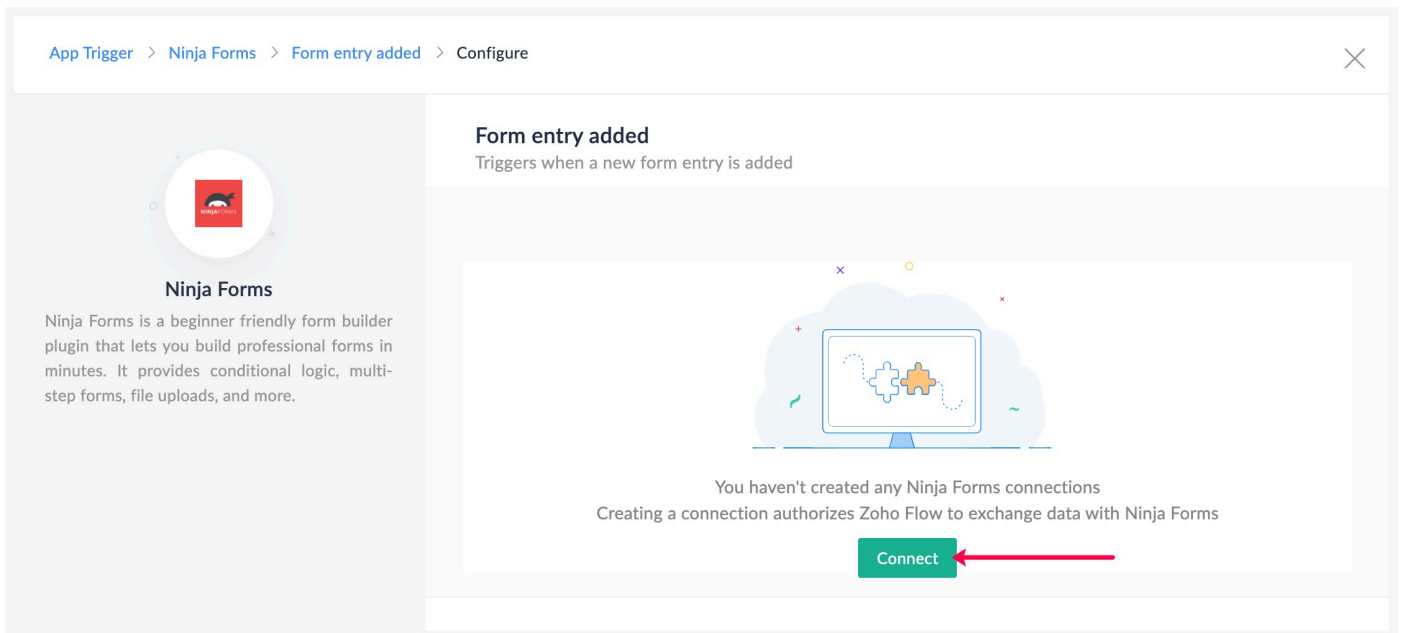 App Trigger > Ninja Forms > Form entry added > Configure
Form entry added
Triggers when a new form entry is added
NINJAFORMS
Ninja Forms
Ninja Forms is a beginner friendly form builder
plugin that lets you build professional forms in
minutes. It provides conditional logic, multi-
step forms, file uploads, and more.
You haven't created any Ninja Forms connections
Creating a connection authorizes Zoho Flow to exchange data with Ninja Forms
Connect